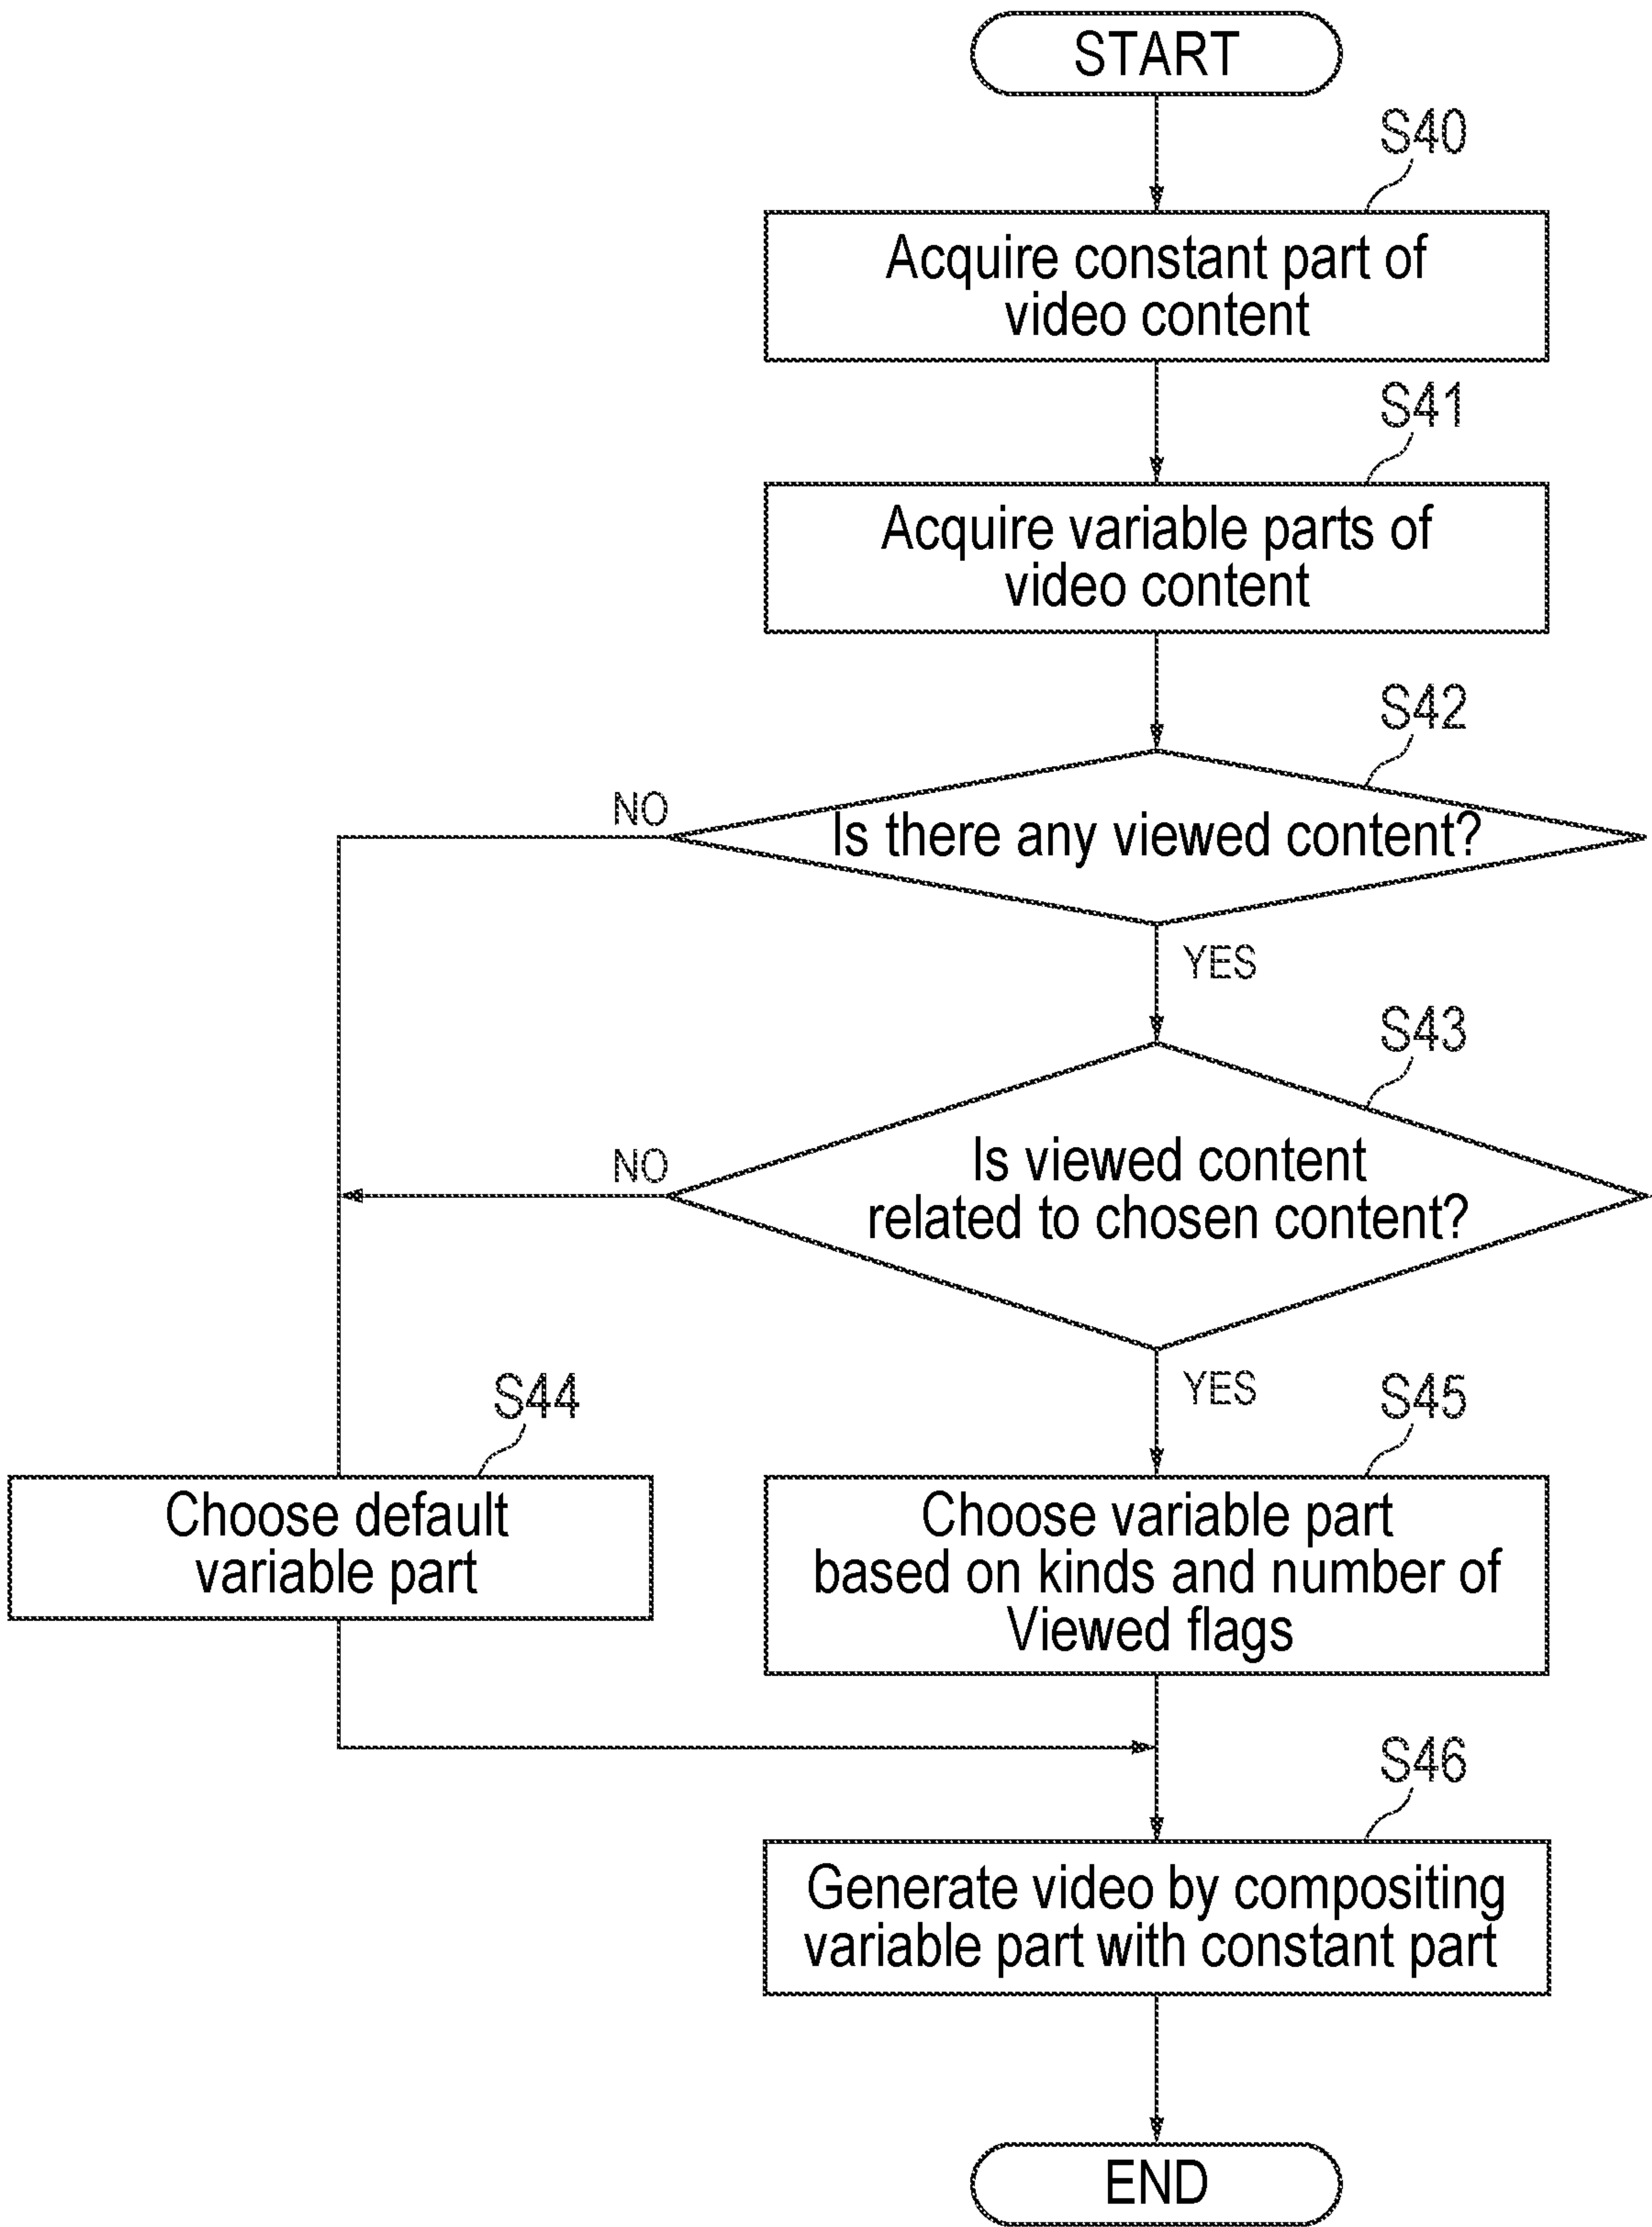 START
S40
Acquire constant part of
video content
S41
Acquire variable parts of
video content
S42
NO
Is there any viewed content?
YES
S43
NO
Is viewed content
related to chosen content?
YES
S44
S45
Choose default
variable part
Choose variable part
based on kinds and number of
Viewed flags
S46
Generate video by compositing
variable part with constant part
END